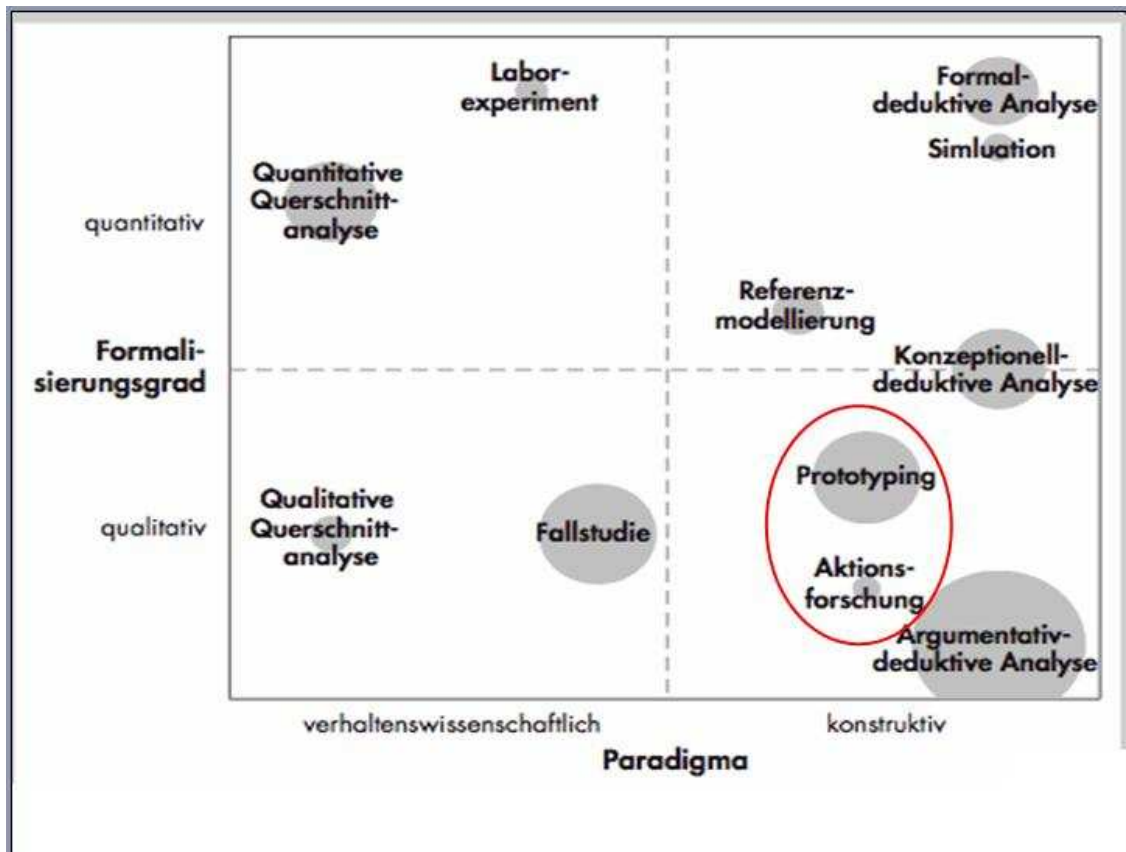 Labor-
experiment
Formal-
deduktive Analyse
Simluation
Quantitative
Querschnitt-
analyse
quantitativ
Referenz-
modellierung
Formali-
sierungsgrad
Konzeptionell-
deduktive Analyse
Prototyping
Qualitative
Querschnitt-
analyse
qualitativ
Fallstudie
Aktions-
forschung
Argumentativ-
deduktive Analyse
verhaltenswissenschaftlich
konstruktiv
Paradigma